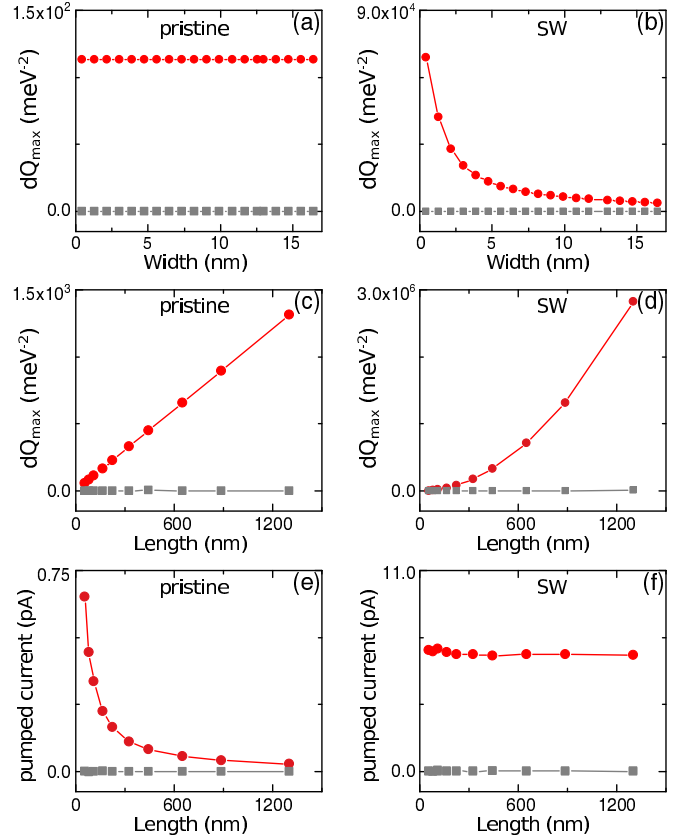 1.5x10² pristine (a)
dQmax (meV⁻²)
0.0
0 5 10 15
Width (nm)
9.0x10⁴ SW (b)
dQmax (meV⁻²)
0.0
0 5 10 15
Width (nm)
1.5x10³ pristine (c)
dQmax (meV⁻²)
0.0
0 600 1200
Length (nm)
3.0x10⁶ SW (d)
dQmax (meV⁻²)
0.0
0 600 1200
Length (nm)
0.75 pristine (e)
pumped current (pA)
0.0
0 600 1200
Length (nm)
11.0 SW (f)
pumped current (pA)
0.0
0 600 1200
Length (nm)